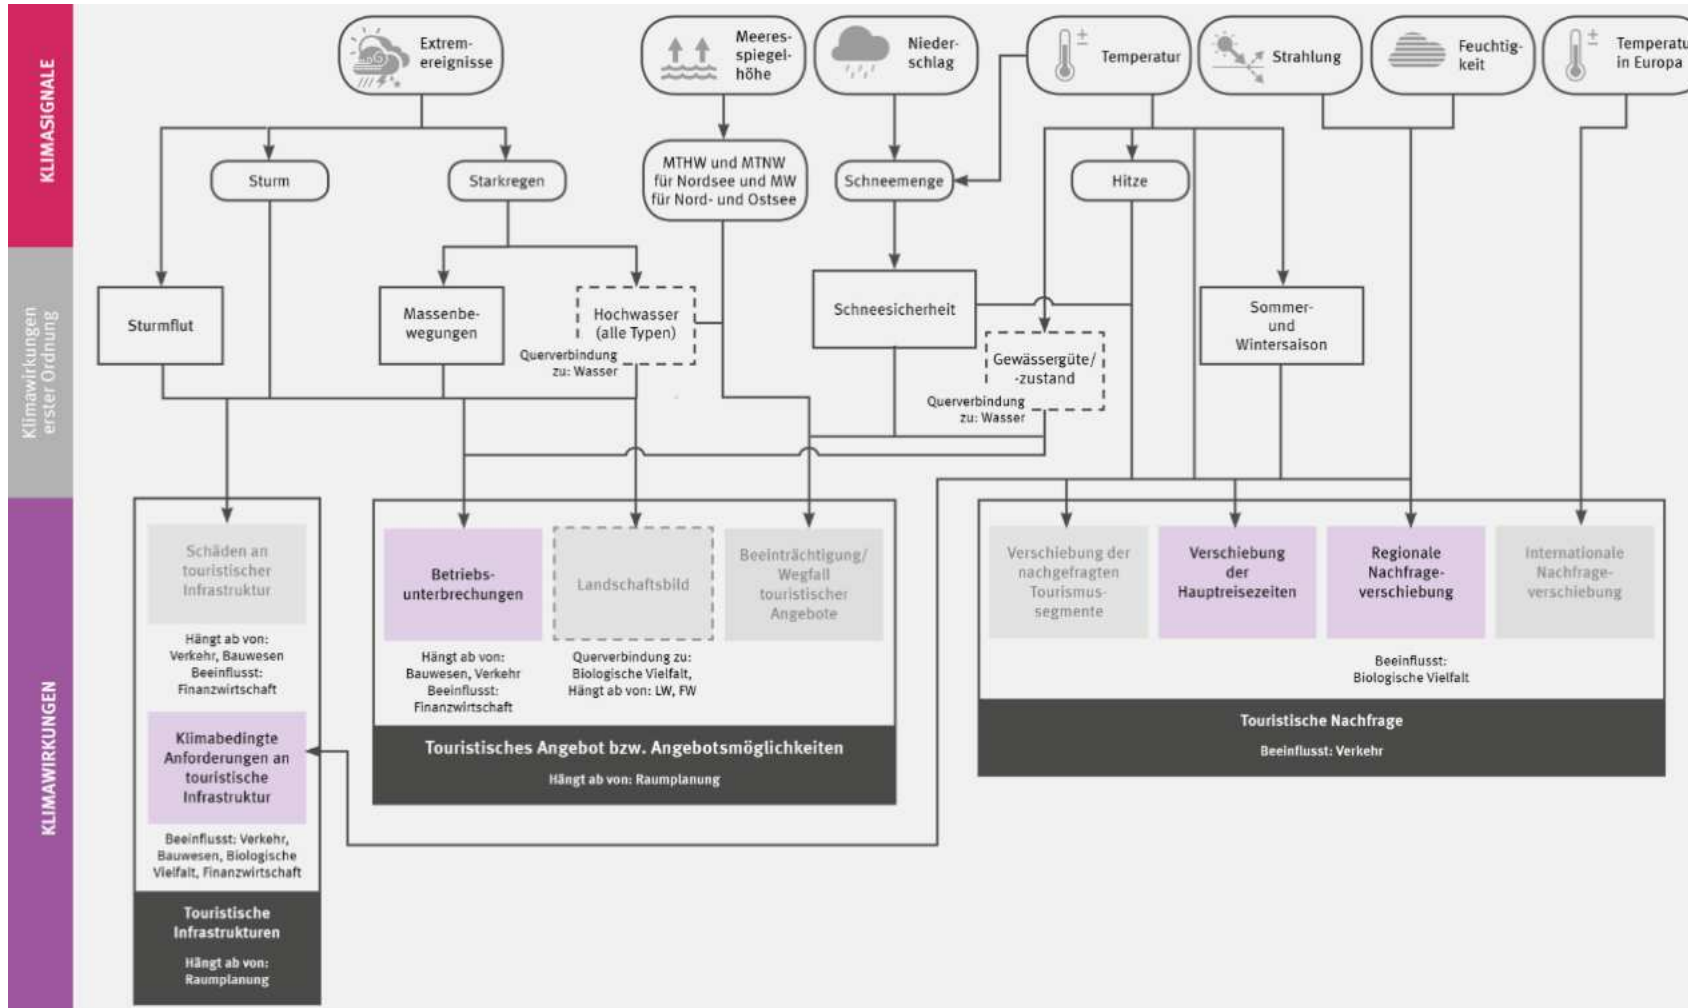 KLIMASIGNALE
Extrem-
ereignisse
Meeres-
spiegel-
höhe
Nieder-
schlag
Temperatur
Strahlung
Feuchtig-
keit
Temperatu
in Europa
Sturm
Starkregen
MTHW und MTNW
für Nordsee und MW
für Nord- und Ostsee
Schneemenge
Hitze
Klimawirkungen
erster Ordnung
Sturmflut
Massenbe-
wegungen
Hochwasser
(alle Typen)
Querverbindung
zu: Wasser
Schneesicherheit
Gewässergüte/
-zustand
Querverbindung
zu: Wasser
Sommer-
und
Wintersaison
KLIMAWIRKUNGEN
Schäden an
touristischer
Infrastruktur
Hängt ab von:
Verkehr, Bauwesen
Beeinflusst:
Finanzwirtschaft
Klimabedingte
Anforderungen an
touristische
Infrastruktur
Beeinflusst: Verkehr,
Bauwesen, Biologische
Vielfalt, Finanzwirtschaft
Touristische
Infrastrukturen
Hängt ab von:
Raumplanung
Betriebs-
unterbrechungen
Hängt ab von:
Bauwesen, Verkehr
Beeinflusst:
Finanzwirtschaft
Landschaftsbild
Querverbindung zu:
Biologische Vielfalt,
Hängt ab von: LW, FW
Beeinträchtigung/
Wegfall
touristischer
Angebote
Touristisches Angebot bzw. Angebotsmöglichkeiten
Hängt ab von: Raumplanung
Verschiebung der
nachgefragten
Tourismus-
segmente
Verschiebung
der
Hauptreisezeiten
Regionale
Nachfrage-
verschiebung
Beeinflusst:
Biologische Vielfalt
Internationale
Nachfrage-
verschiebung
Touristische Nachfrage
Beeinflusst: Verkehr